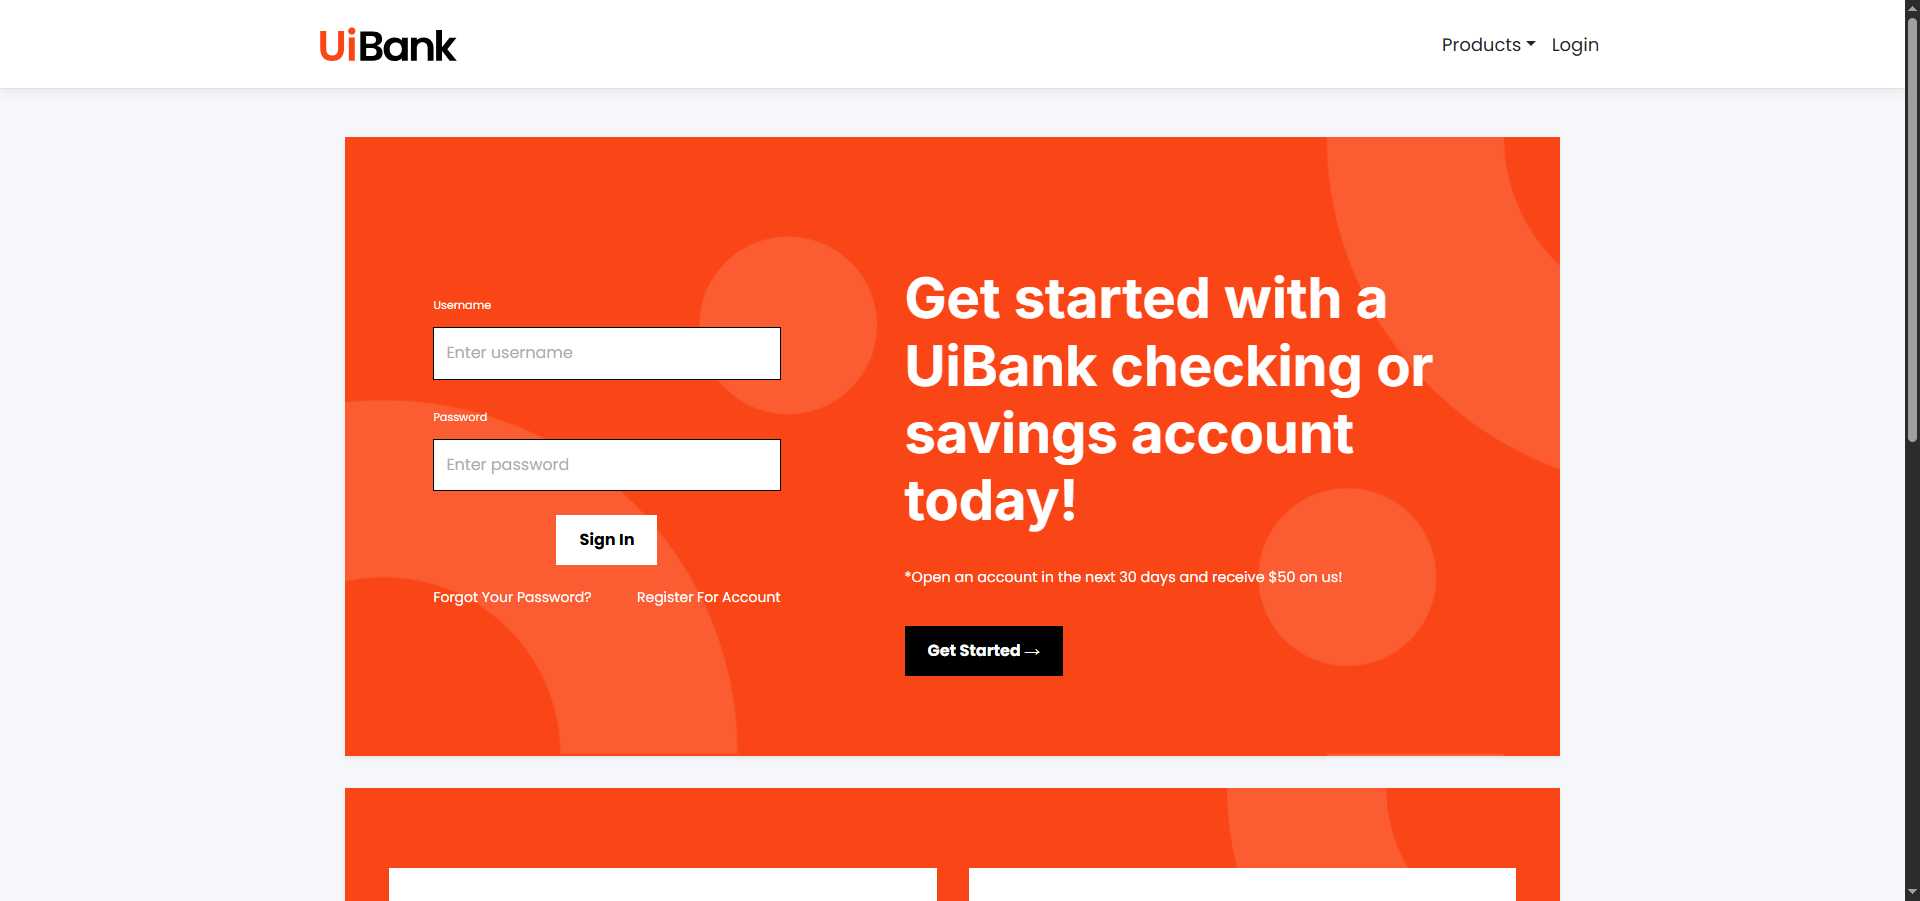 UiBank
Products
Login
Username
Enter username
Password
Enter password
Sign In
Forgot Your Password?
Register For Account
Get started with a
UiBank checking or
savings account
today!
*Open an account in the next 30 days and receive $50 on us!
Get Started →